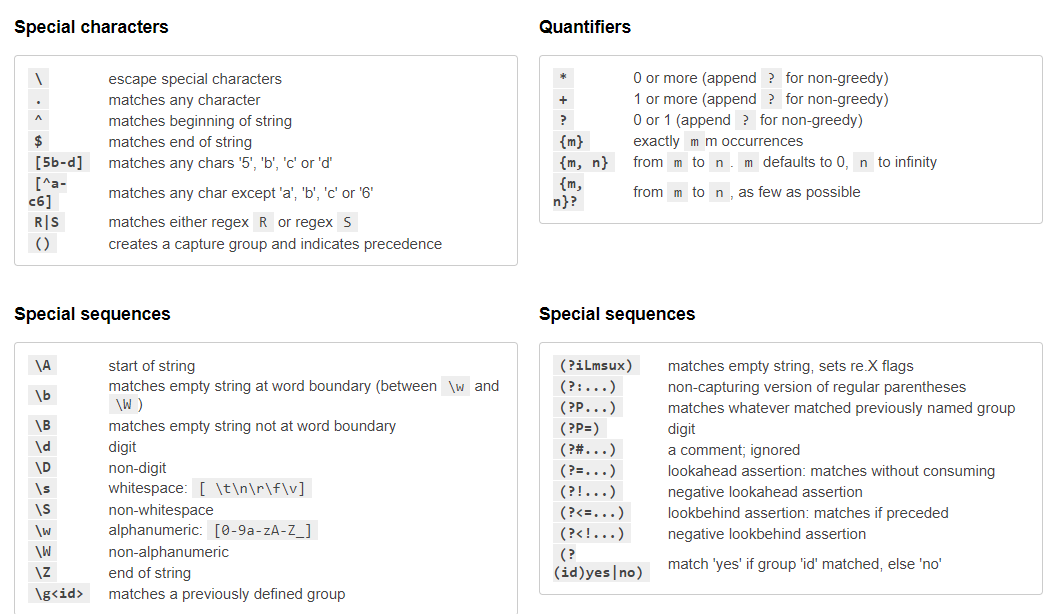 Special characters
\ escape special characters
. matches any character
^ matches beginning of string
$ matches end of string
[5b-d] matches any chars '5', 'b', 'c' or 'd'
[^a-
c6] matches any char except 'a', 'b', 'c' or '6'
R|S matches either regex R or regex S
() creates a capture group and indicates precedence
Quantifiers
* 0 or more (append ? for non-greedy)
+ 1 or more (append ? for non-greedy)
? 0 or 1 (append ? for non-greedy)
{m} exactly m m occurrences
{m, n} from m to n . m defaults to 0, n to infinity
{m,
n}? from m to n , as few as possible
Special sequences
\A start of string
\b matches empty string at word boundary (between \w and
\W )
\B matches empty string not at word boundary
\d digit
\D non-digit
\s whitespace: [ \t\n\r\f\v]
\S non-whitespace
\w alphanumeric: [0-9a-zA-Z_]
\W non-alphanumeric
\Z end of string
\g<id> matches a previously defined group
Special sequences
(?iLmsux) matches empty string, sets re.X flags
(?:...) non-capturing version of regular parentheses
(?P...) matches whatever matched previously named group
(?P=) digit
(?#...) a comment; ignored
(?=...) lookahead assertion: matches without consuming
(?!...) negative lookahead assertion
(?<=...) lookbehind assertion: matches if preceded
(?<!...) negative lookbehind assertion
(?
(id)yes|no) match 'yes' if group 'id' matched, else 'no'